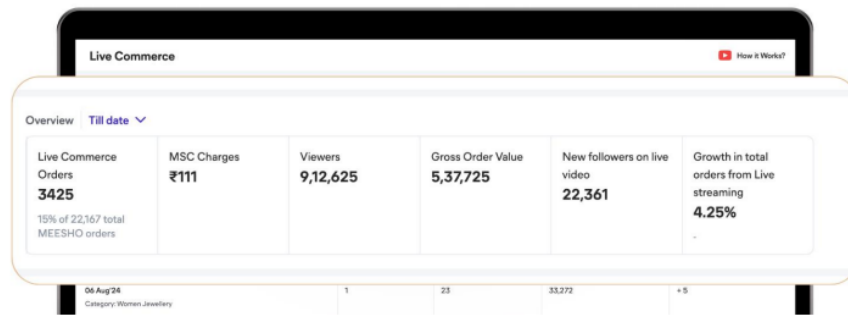 Live Commerce
How it Works?
Overview Till date
Live Commerce
Orders
3425
15% of 22,167 total
MEESHO orders
MSC Charges
₹111
Viewers
9,12,625
Gross Order Value
5,37,725
New followers on live
video
22,361
Growth in total
orders from Live
streaming
4.25%
-
06 Aug'24 1 23 33,272 +5
Category: Women Jewellery